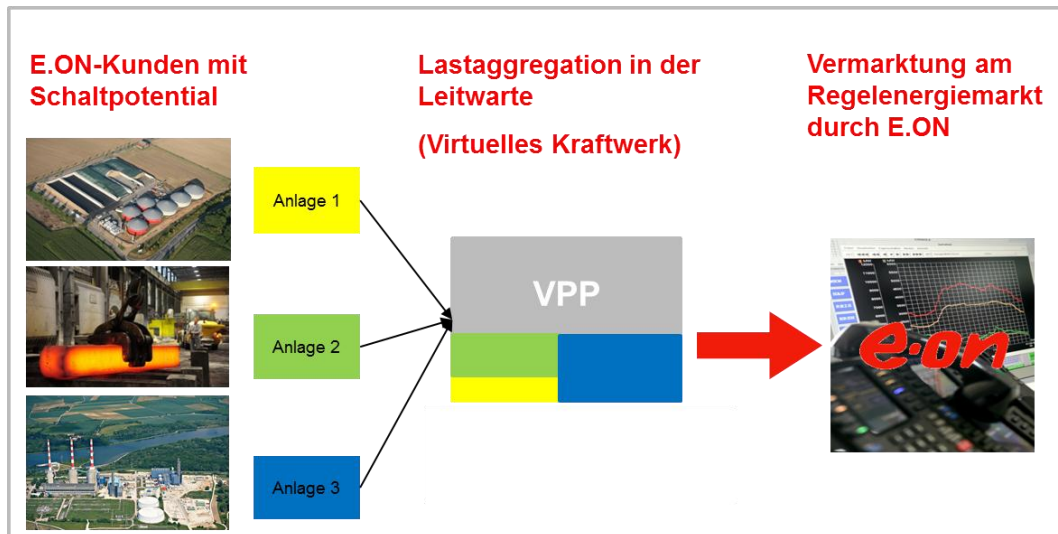 E.ON-Kunden mit
Schaltpotential
Lastaggregation in der
Leitwarte
(Virtuelles Kraftwerk)
Vermarktung am
Regelenergiemarkt
durch E.ON
Anlage 1
Anlage 2
Anlage 3
VPP
e·on